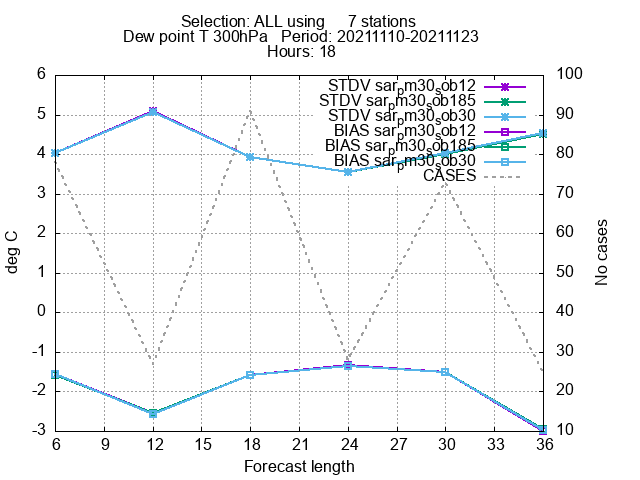 Selection: ALL using 7 stations
Dew point T 300hPa Period: 20211110-20211123
Hours: 18
STDV sar_pm30_sob12
STDV sar_pm30_sob185
STDV sar_pm30_sob30
BIAS sar_pm30_sob12
BIAS sar_pm30_sob185
BIAS sar_pm30_sob30
CASES
6
5
4
3
2
1
0
-1
-2
-3
deg C
100
90
80
70
60
50
40
30
20
10
No cases
6 9 12 15 18 21 24 27 30 33 36
Forecast length